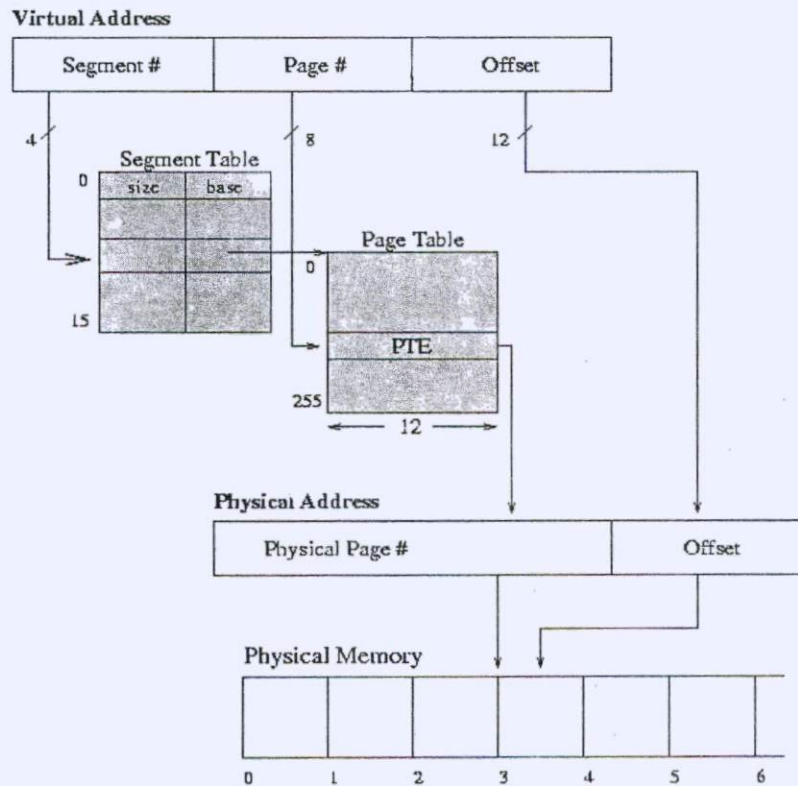 Virtual Address
Segment #
Page #
Offset
4
8
12
Segment Table
0
size
base
15
Page Table
0
PTE
255
12
Physical Address
Physical Page #
Offset
Physical Memory
0
1
2
3
4
5
6